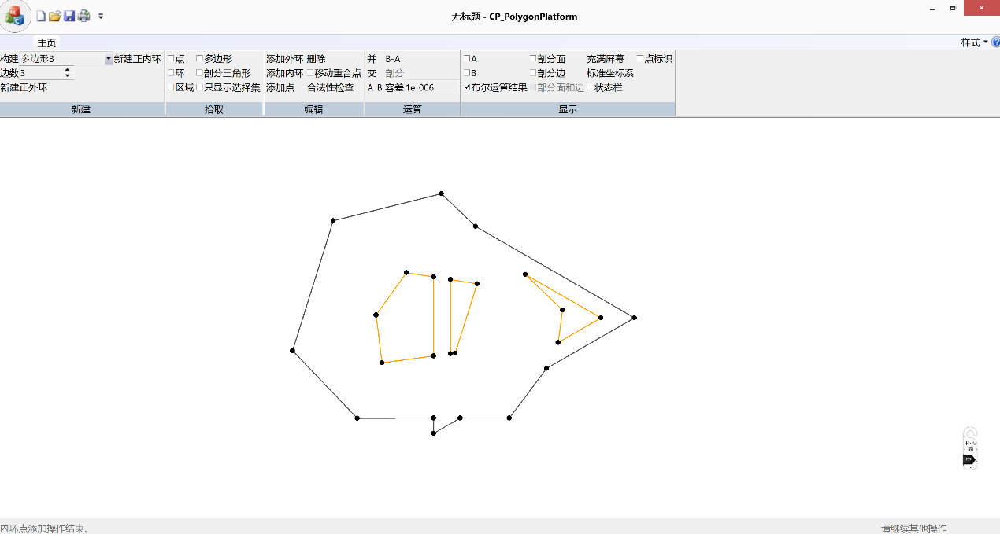 无标题 - CP_PolygonPlatform
主页
样式
构建 多边形B 新建正内环
边数 3
新建正外环
新建
点 多边形
环 剖分三角形
区域 只显示选择集
拾取
添加外环 删除
添加内环 移动重合点
添加点 合法性检查
编辑
并 B-A
交 剖分
A B 容差 1e 006
运算
A 剖分面 充满屏幕 点标识
B 剖分边 标准坐标系
布尔运算结果 剖分面和边 状态栏
显示
简
中
内环点添加操作结束。
请继续其他操作